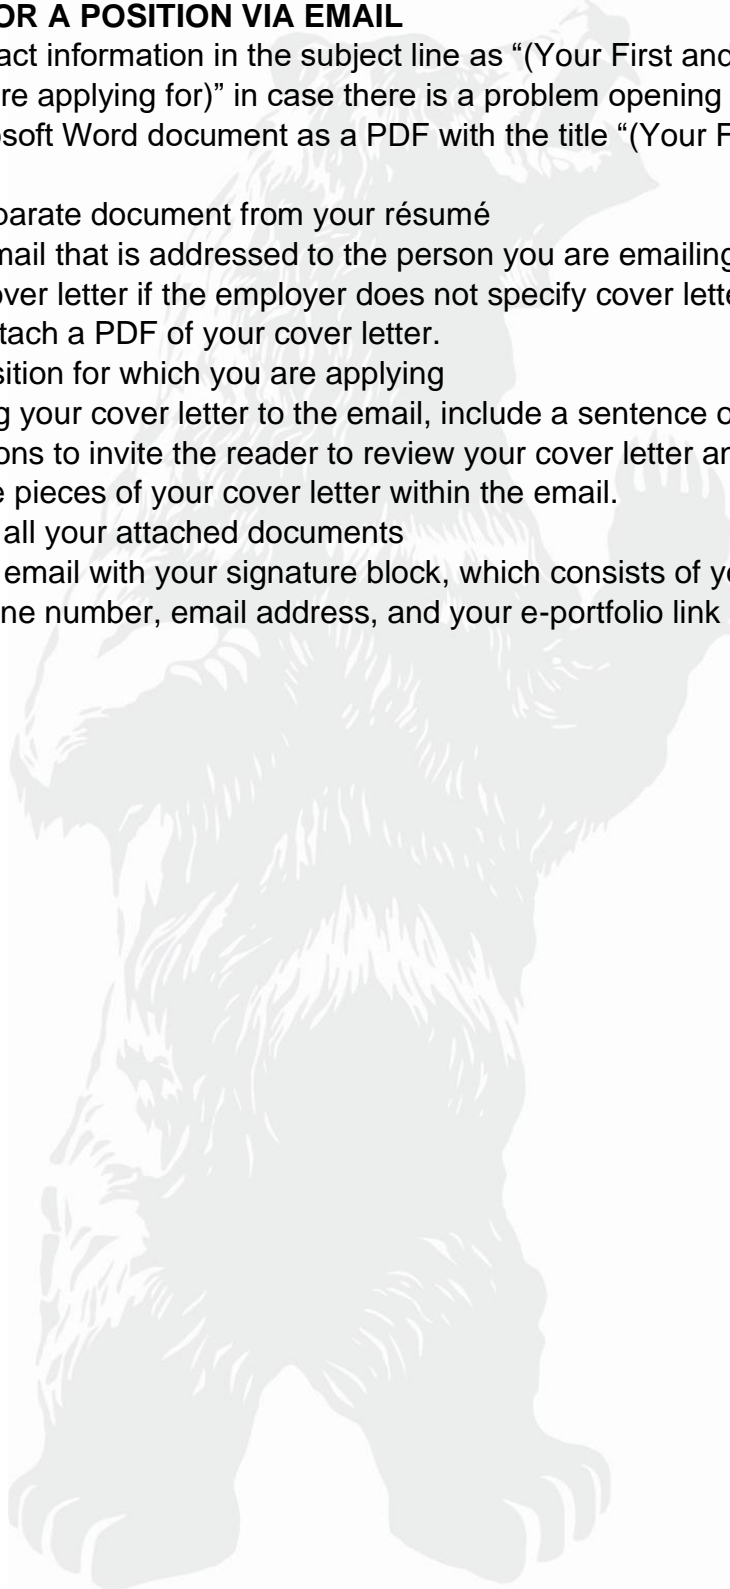 OR A POSITION VIA EMAIL
act information in the subject line as “(Your First and
re applying for)” in case there is a problem opening
osoft Word document as a PDF with the title “(Your F
parate document from your résumé
mail that is addressed to the person you are emailing
over letter if the employer does not specify cover lette
tach a PDF of your cover letter.
sition for which you are applying
g your cover letter to the email, include a sentence o
ons to invite the reader to review your cover letter an
e pieces of your cover letter within the email.
all your attached documents
email with your signature block, which consists of yo
ne number, email address, and your e-portfolio link